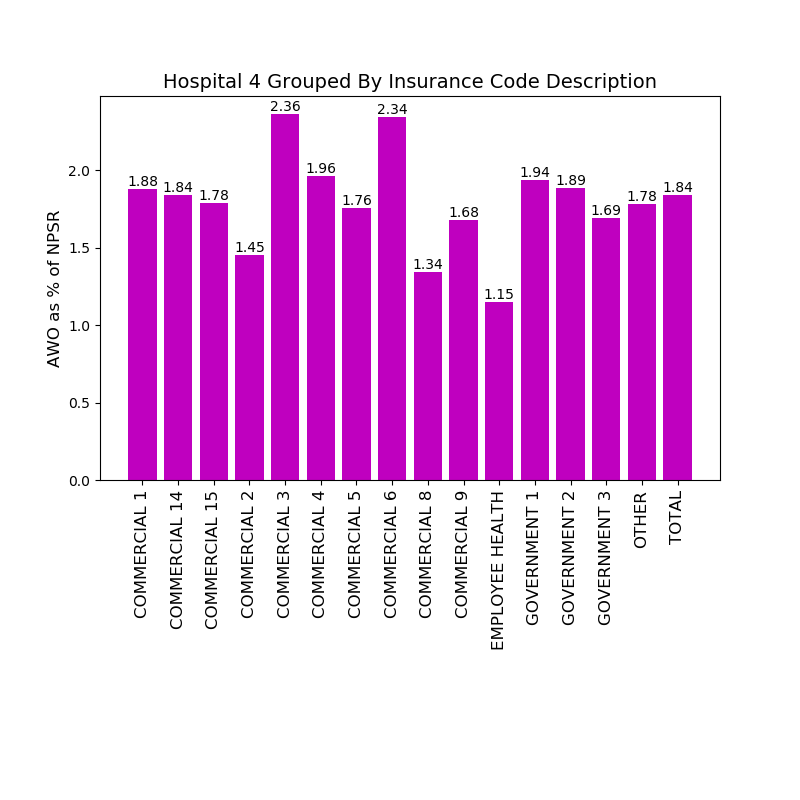 Hospital 4 Grouped By Insurance Code Description
AWO as % of NPSR
2.0
1.5
1.0
0.5
0.0
1.88
1.84
1.78
1.45
2.36
1.96
1.76
2.34
1.34
1.68
1.15
1.94
1.89
1.69
1.78
1.84
COMMERCIAL 1
COMMERCIAL 14
COMMERCIAL 15
COMMERCIAL 2
COMMERCIAL 3
COMMERCIAL 4
COMMERCIAL 5
COMMERCIAL 6
COMMERCIAL 8
COMMERCIAL 9
EMPLOYEE HEALTH
GOVERNMENT 1
GOVERNMENT 2
GOVERNMENT 3
OTHER
TOTAL